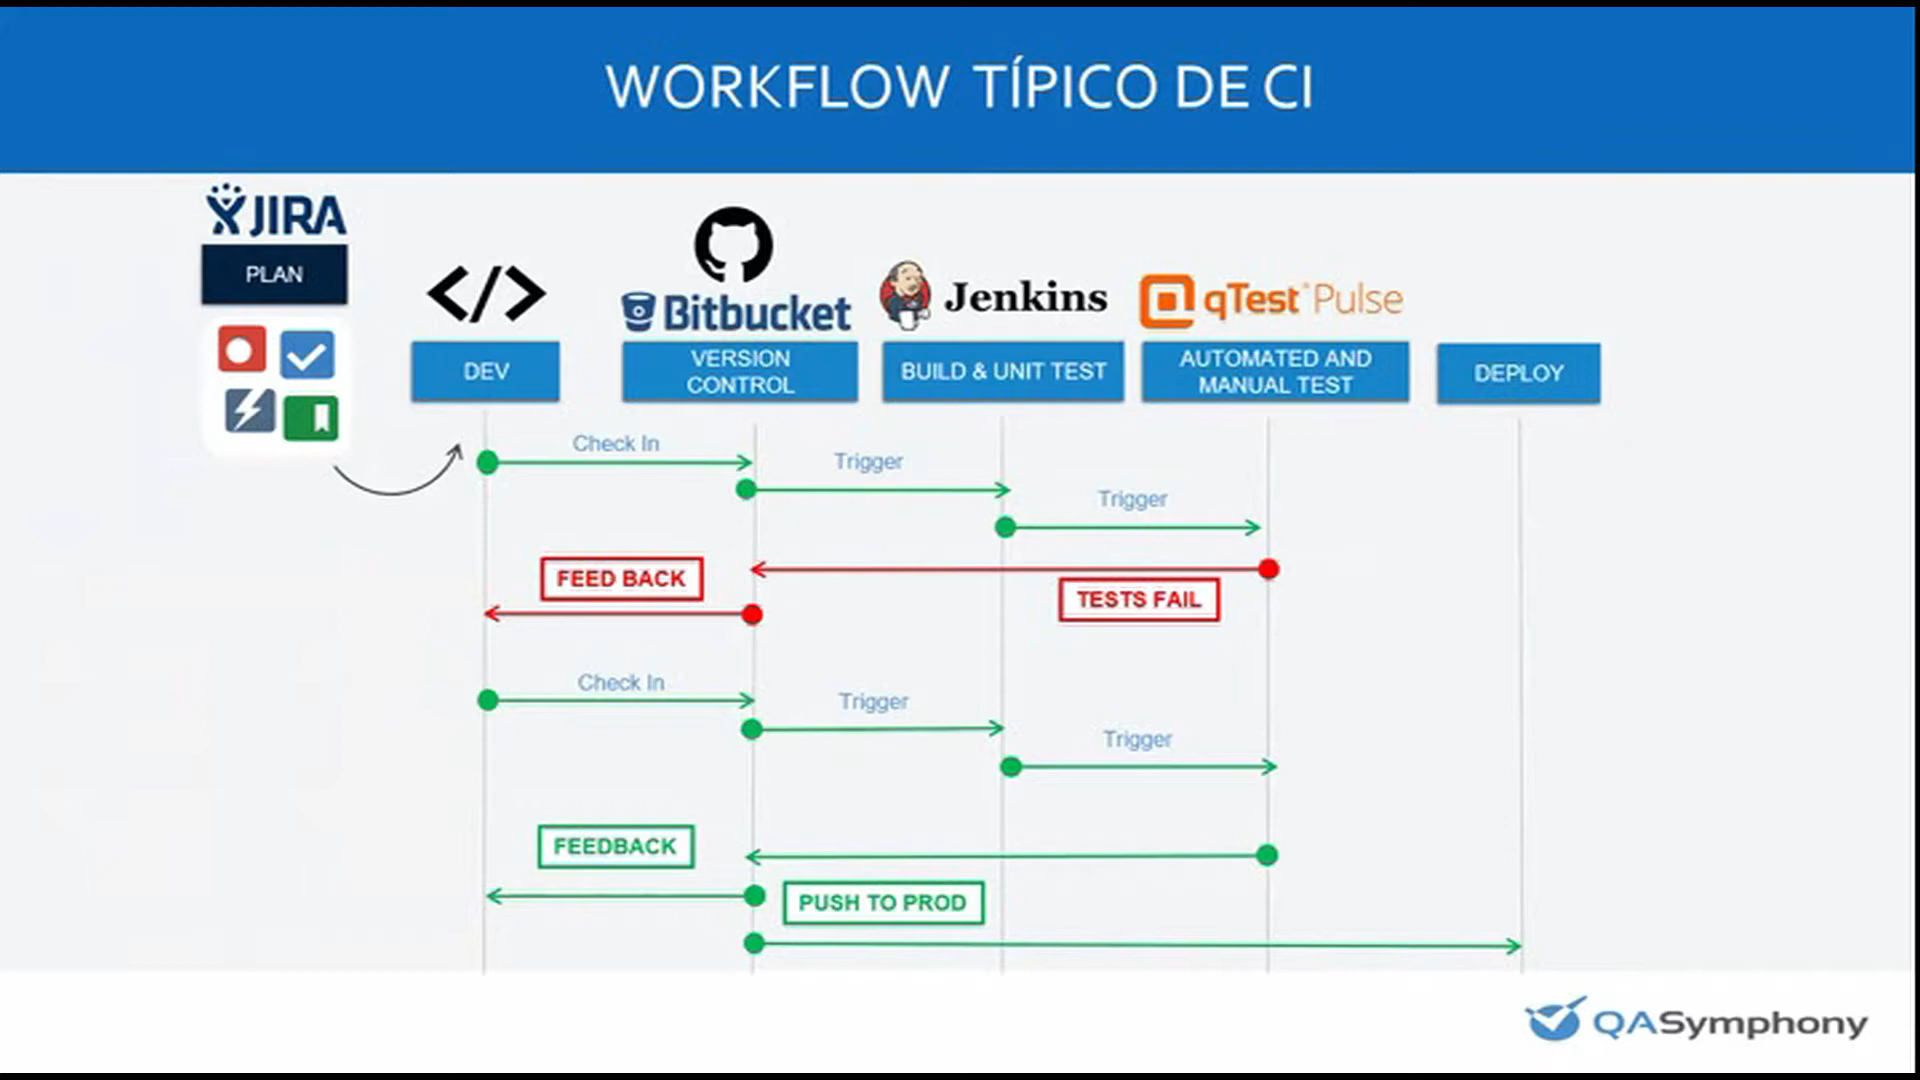 WORKFLOW TÍPICO DE CI
JIRA
PLAN
Bitbucket
Jenkins
qTest Pulse
DEV
VERSION
CONTROL
BUILD & UNIT TEST
AUTOMATED AND
MANUAL TEST
DEPLOY
Check In
Trigger
Trigger
FEED BACK
TESTS FAIL
Check In
Trigger
Trigger
FEEDBACK
PUSH TO PROD
QASymphony